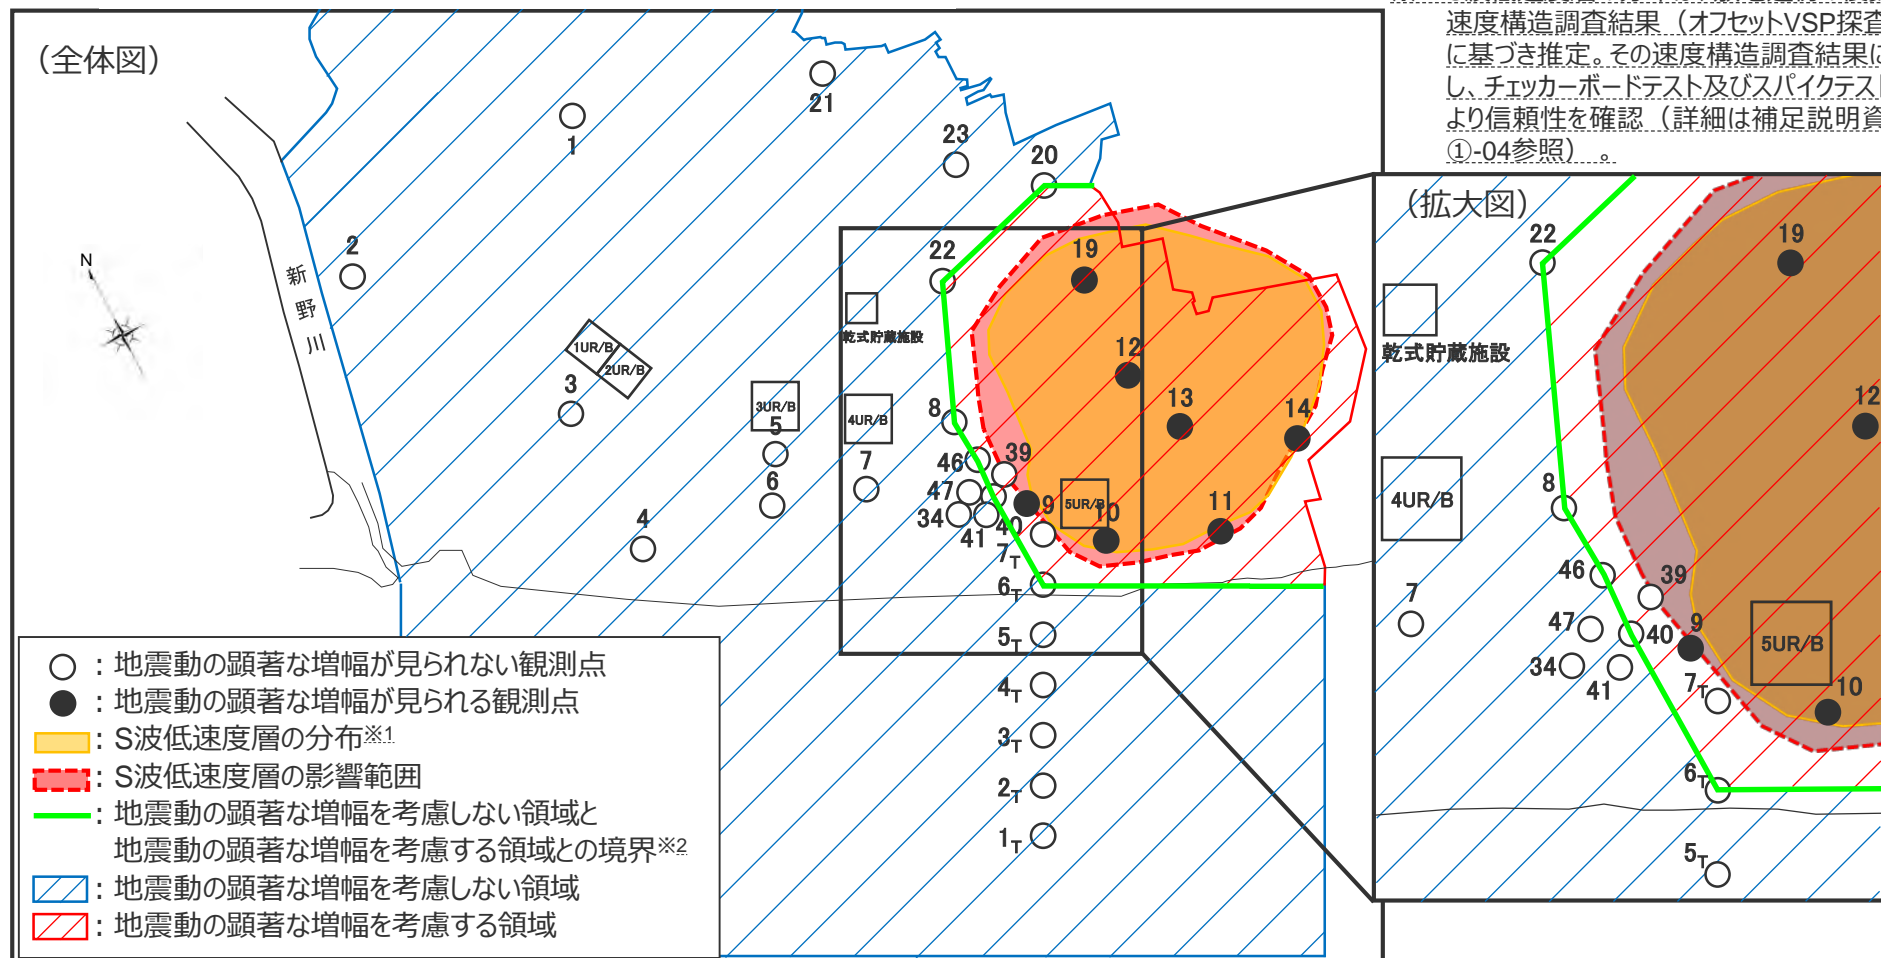 速度構造調査結果（オフセットVSP探査
に基づき推定。その速度構造調査結果に
し、チェッカーボードテスト及びスパイクテスト
より信頼性を確認（詳細は補足説明資
①-04参照）。
（全体図）
21
1
23
20
2
N
新野川
22
19
乾式貯蔵施設
12
1UR/B
2UR/B
3
3UR/B
5
4UR/B
8
13
14
7
46
39
6
47
9
5UR/B
34
41
40
10
11
4
7T
6T
5T
4T
3T
2T
1T
（拡大図）
22
19
乾式貯蔵施設
12
4UR/B
8
46
39
7
47
40
9
5UR/B
34
41
7T
10
6T
5T
：地震動の顕著な増幅が見られない観測点
：地震動の顕著な増幅が見られる観測点
：S波低速度層の分布※1
：S波低速度層の影響範囲
：地震動の顕著な増幅を考慮しない領域と
地震動の顕著な増幅を考慮する領域との境界※2
：地震動の顕著な増幅を考慮しない領域
：地震動の顕著な増幅を考慮する領域